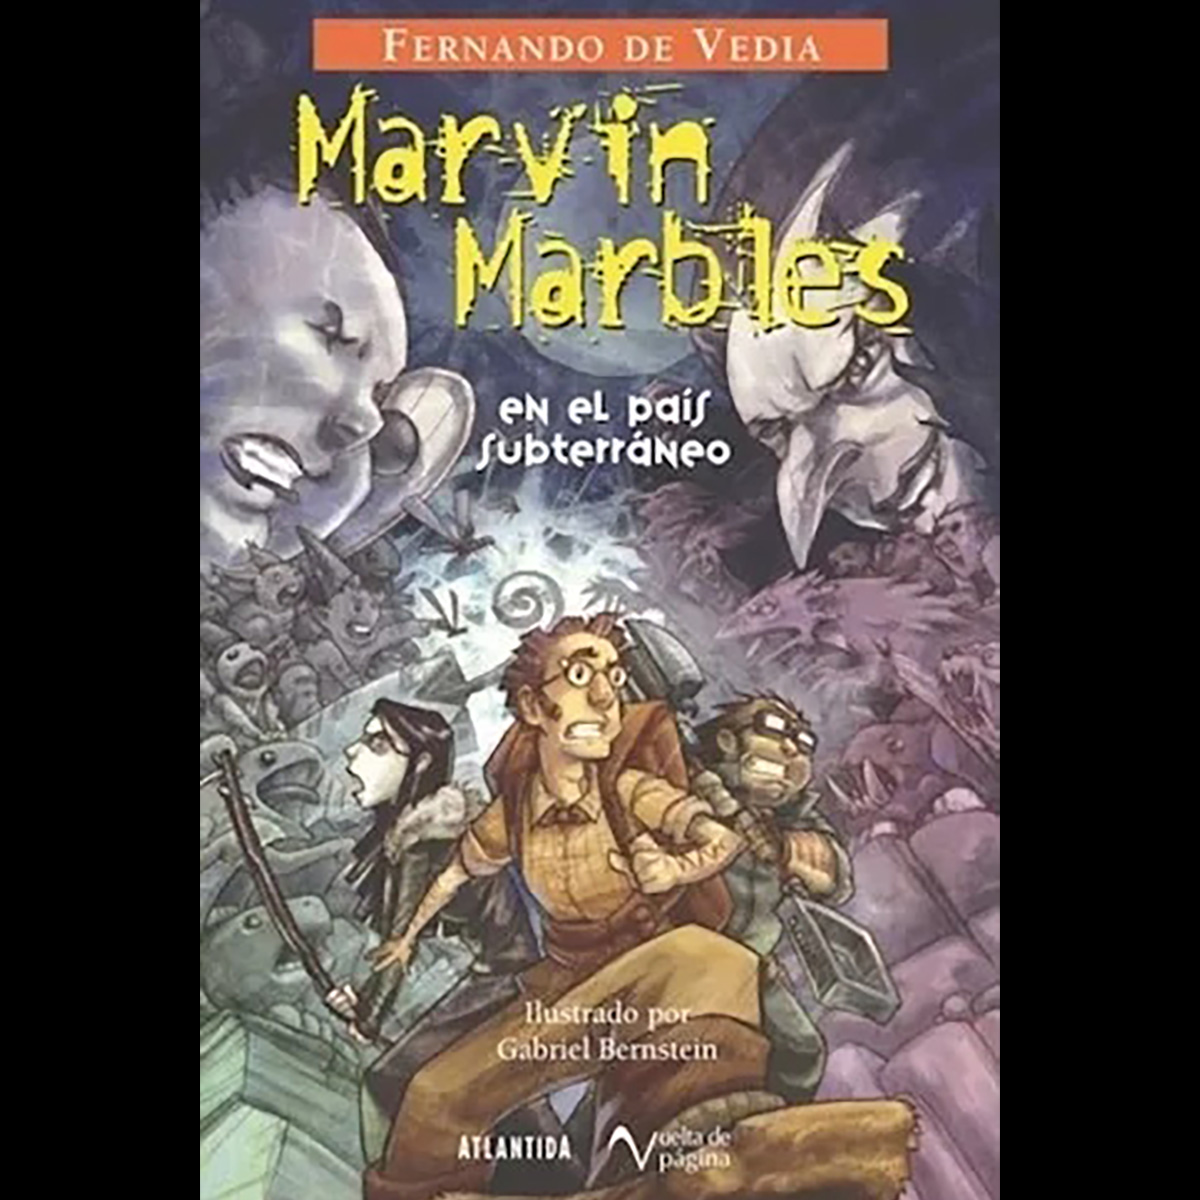 FERNANDO DE VEDIA
Marvin
Marbles
en el país
subterráneo
Ilustrado por
Gabriel Bernstein
ATLANTIDA
Vuelta de
página